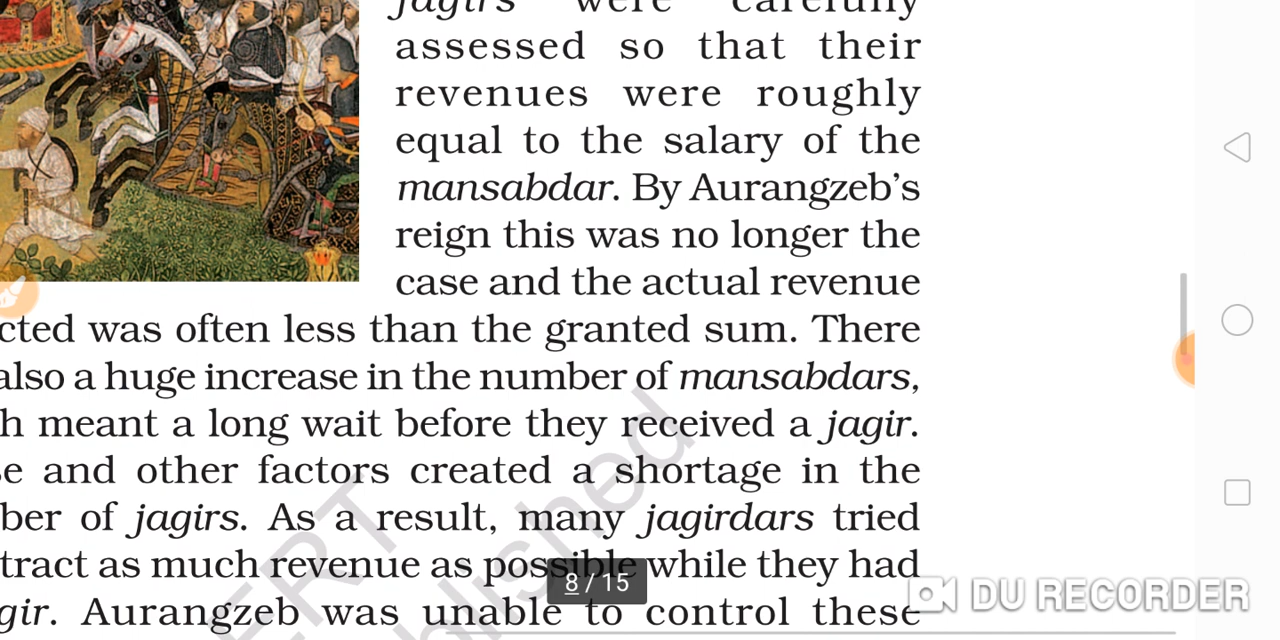 jagirs were carefully
assessed so that their
revenues were roughly
equal to the salary of the
mansabdar. By Aurangzeb's
reign this was no longer the
case and the actual revenue
cted was often less than the granted sum. There
also a huge increase in the number of mansabdars,
h meant a long wait before they received a jagir.
e and other factors created a shortage in the
ber of jagirs. As a result, many jagirdars tried
tract as much revenue as possible while they had
gir. Aurangzeb was unable to control these
8 / 15
DU RECORDER